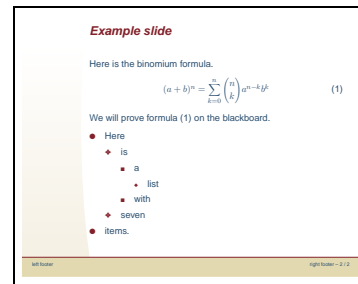 Example slide
Here is the binomium formula.
(a + b)^n = \sum_{k=0}^{n} \binom{n}{k} a^{n-k} b^k (1)
We will prove formula (1) on the blackboard.
Here
is
a
list
with
seven
items.
left footer right footer – 2 / 2